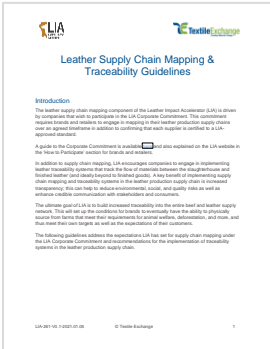 LIA
TextileExchange
Leather Supply Chain Mapping &
Traceability Guidelines
Introduction
The leather supply chain mapping component of the Leather Impact Accelerator (LIA) is driven
by companies that wish to participate in the LIA Corporate Commitment. This commitment
requires brands and retailers to engage in mapping their leather production supply chains
over an agreed timeframe in addition to confirming that each supplier is certified to a LIA-
approved standard.
A guide to the Corporate Commitment is available and also explained on the LIA website in
the 'How to Participate' section for brands and retailers.
In addition to supply chain mapping, LIA encourages companies to engage in implementing
leather traceability systems that track the flow of materials between the slaughterhouse and
finished leather (and ideally beyond to finished goods). A key benefit of implementing supply
chain mapping and traceability systems in the leather production supply chain is increased
transparency; this can help to reduce environmental, social, and quality risks as well as
enhance credible communication with stakeholders and consumers.
The ultimate goal of LIA is to build increased traceability into the entire beef and leather supply
network. This will set up the conditions for brands to eventually have the ability to physically
source from farms that meet their requirements for animal welfare, deforestation, and more, and
thus meet their own targets as well as the expectations of their customers.
The following guidelines address the expectations LIA has set for supply chain mapping under
the LIA Corporate Commitment and recommendations for the implementation of traceability
systems in the leather production supply chain.
LIA-261-V0.1-2021.01.26 © Textile Exchange 1